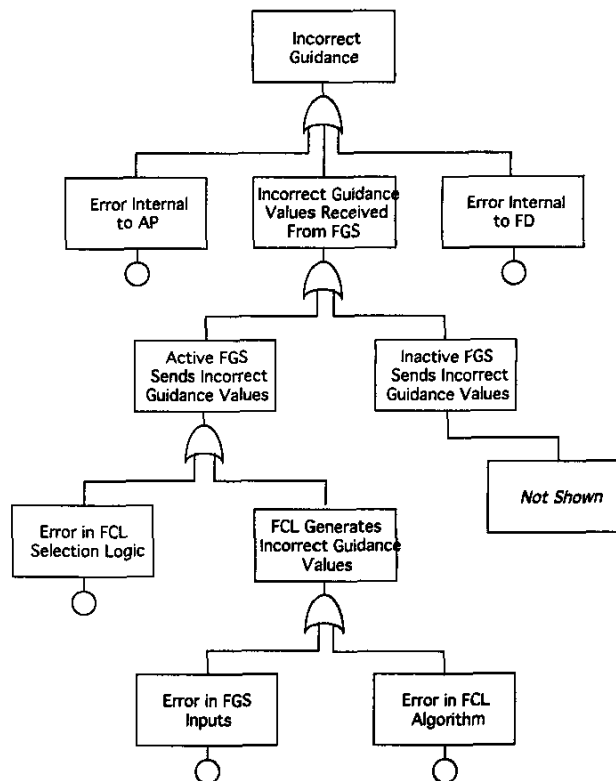 Incorrect
Guidance
Error Internal
to AP
Incorrect Guidance
Values Received
From FGS
Error Internal
to FD
Active FGS
Sends Incorrect
Guidance Values
Inactive FGS
Sends Incorrect
Guidance Values
Not Shown
Error in FCL
Selection Logic
FCL Generates
Incorrect Guidance
Values
Error in FGS
Inputs
Error in FCL
Algorithm